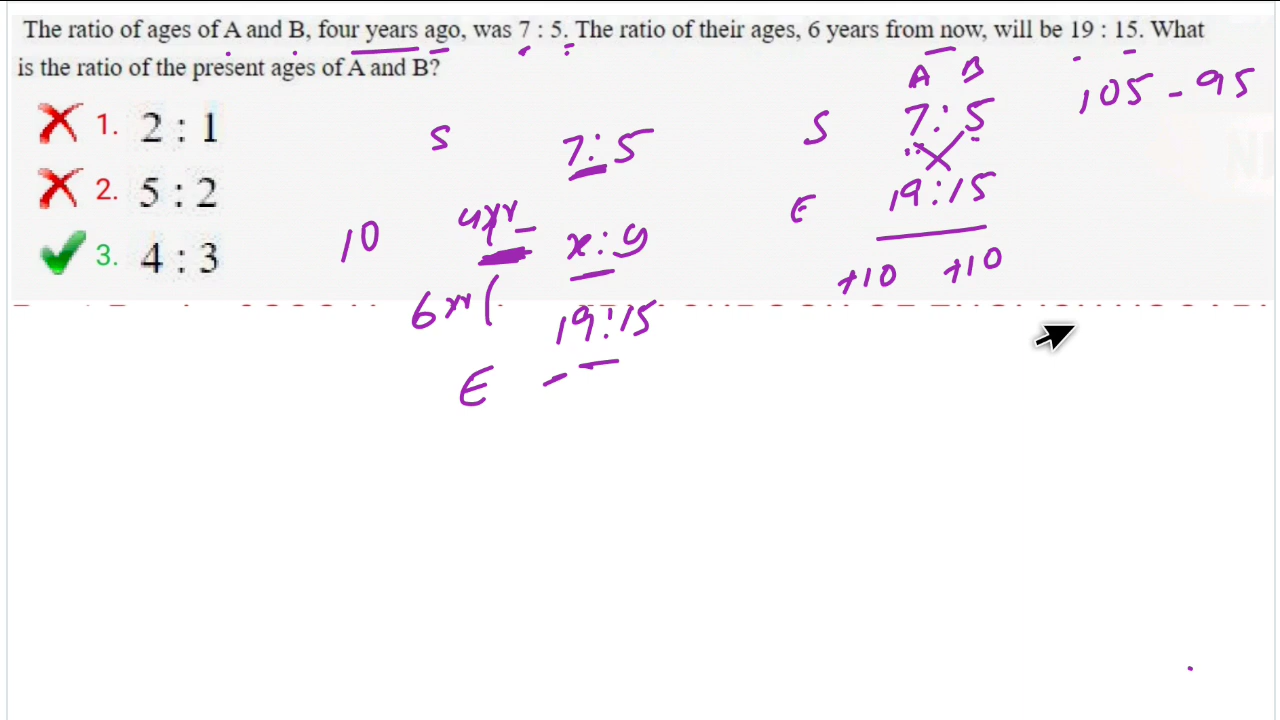 The ratio of ages of A and B, four years ago, was 7 : 5. The ratio of their ages, 6 years from now, will be 19 : 15. What
is the ratio of the present ages of A and B?
1. 2 : 1
2. 5 : 2
3. 4 : 3
S 7:5
10 4yr x:y
6yr 19:15
E
A B
S 7:5
E 19:15
+10 +10
105-95